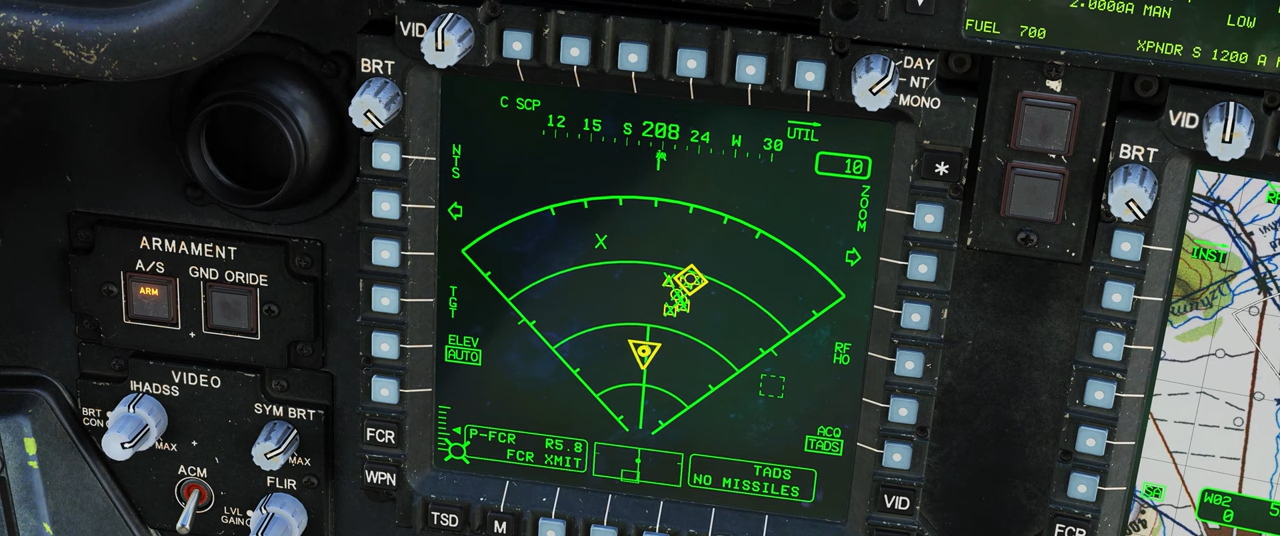 2.0000A MAN
LOW
FUEL 700
XPNDR S 1200 A
VID
BRT
DAY
NT
MONO
C SCP
12 15 S 208 24 W 30
UTIL
10
NTS
ZOOM
*
VID
BRT
ARMAMENT
A/S
GND ORIDE
ARM
TGT
ELEV
AUTO
RF
HO
INST
VIDEO
IHADSS
BRT
CON
MAX
SYM BRT
MAX
ACM
FLIR
LVL
GAIN
FCR
WPN
P-FCR R5.8
FCR XMIT
ACQ
TADS
TADS
NO MISSILES
VID
TSD
M
SA
W02
0
FCR